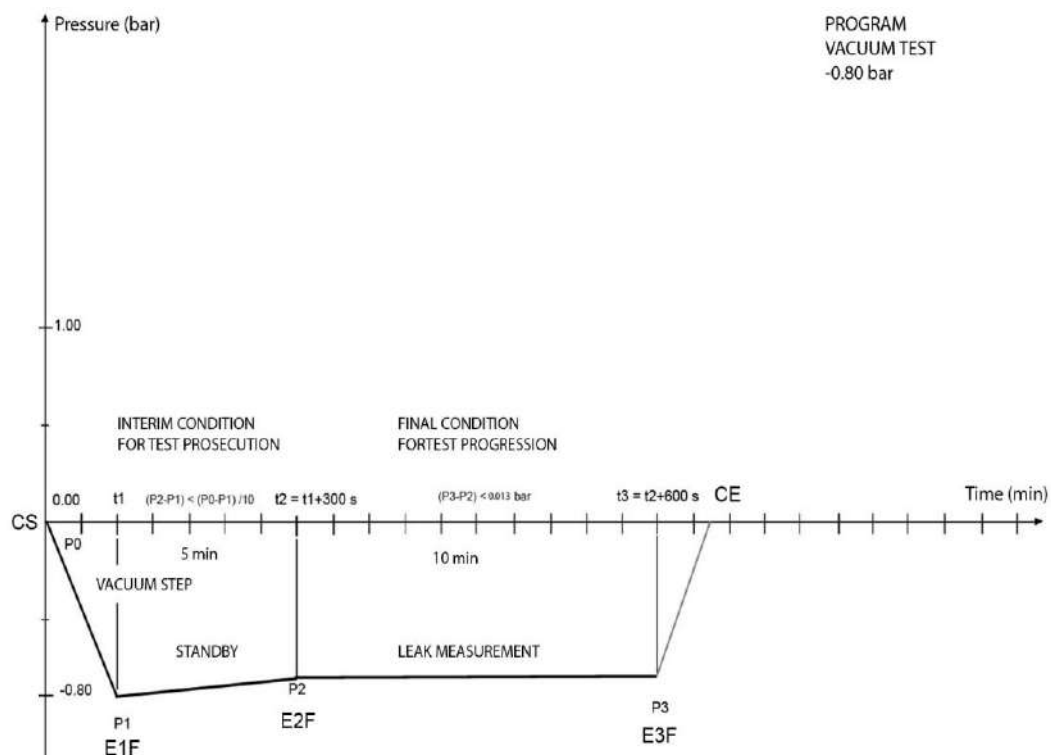 Pressure (bar)
PROGRAM
VACUUM TEST
-0.80 bar
1.00
INTERIM CONDITION
FOR TEST PROSECUTION
FINAL CONDITION
FORTEST PROGRESSION
0.00
t1
(P2-P1) < (P0-P1) /10
t2 = t1+300 s
(P3-P2) < 0.013 bar
t3 = t2+600 s
CE
Time (min)
CS
P0
5 min
10 min
VACUUM STEP
STANDBY
LEAK MEASUREMENT
-0.80
P1
P2
P3
E1F
E2F
E3F